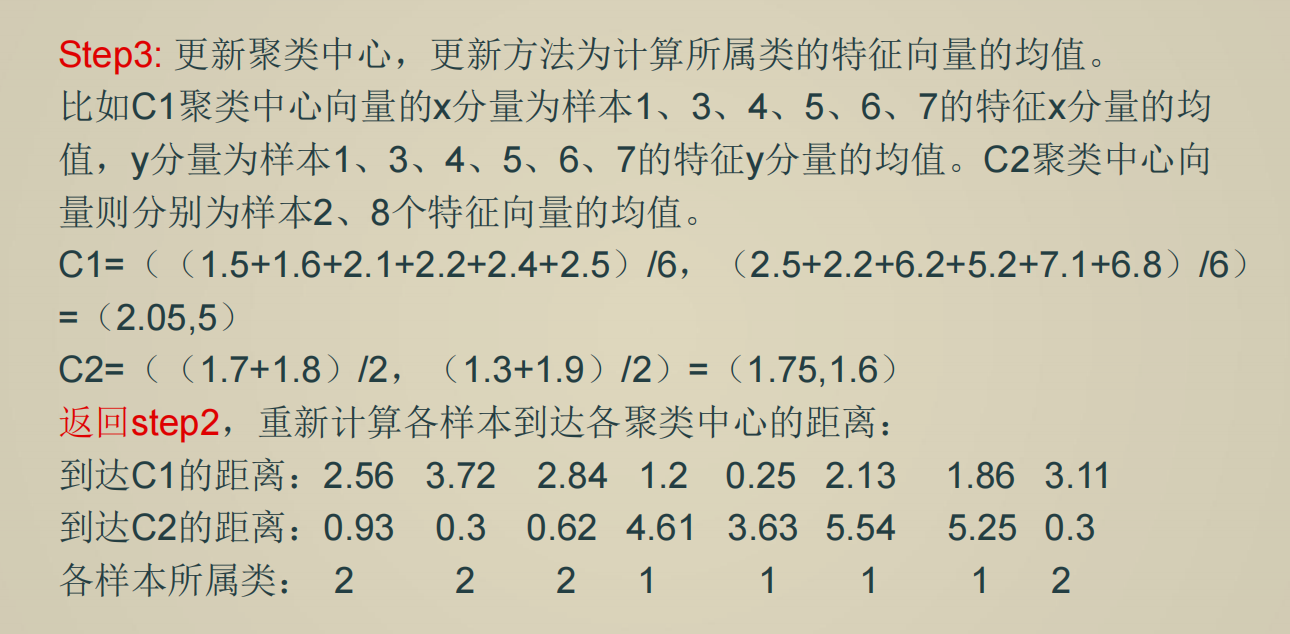 Step3: 更新聚类中心，更新方法为计算所属类的特征向量的均值。
比如C1聚类中心向量的x分量为样本1、3、4、5、6、7的特征x分量的均
值，y分量为样本1、3、4、5、6、7的特征y分量的均值。C2聚类中心向
量则分别为样本2、8个特征向量的均值。
C1=（（1.5+1.6+2.1+2.2+2.4+2.5）/6，（2.5+2.2+6.2+5.2+7.1+6.8）/6）
=（2.05,5）
C2=（（1.7+1.8）/2，（1.3+1.9）/2）=（1.75,1.6）
返回step2，重新计算各样本到达各聚类中心的距离：
到达C1的距离：2.56 3.72 2.84 1.2 0.25 2.13 1.86 3.11
到达C2的距离：0.93 0.3 0.62 4.61 3.63 5.54 5.25 0.3
各样本所属类： 2 2 2 1 1 1 1 2